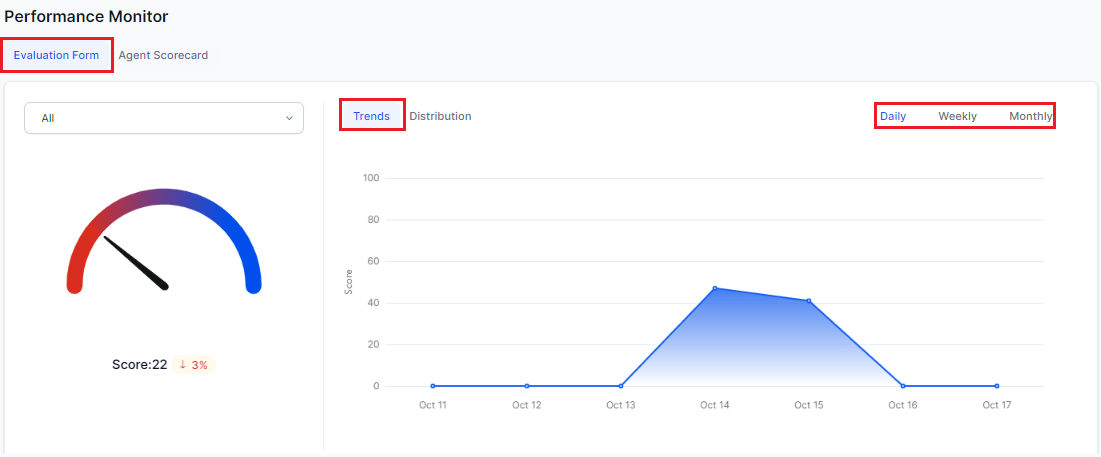 Performance Monitor
Evaluation Form Agent Scorecard
All
Trends Distribution Daily Weekly Monthly
100
80
60
40
20
0
Score
Oct 11 Oct 12 Oct 13 Oct 14 Oct 15 Oct 16 Oct 17
Score:22 ↓ 3%